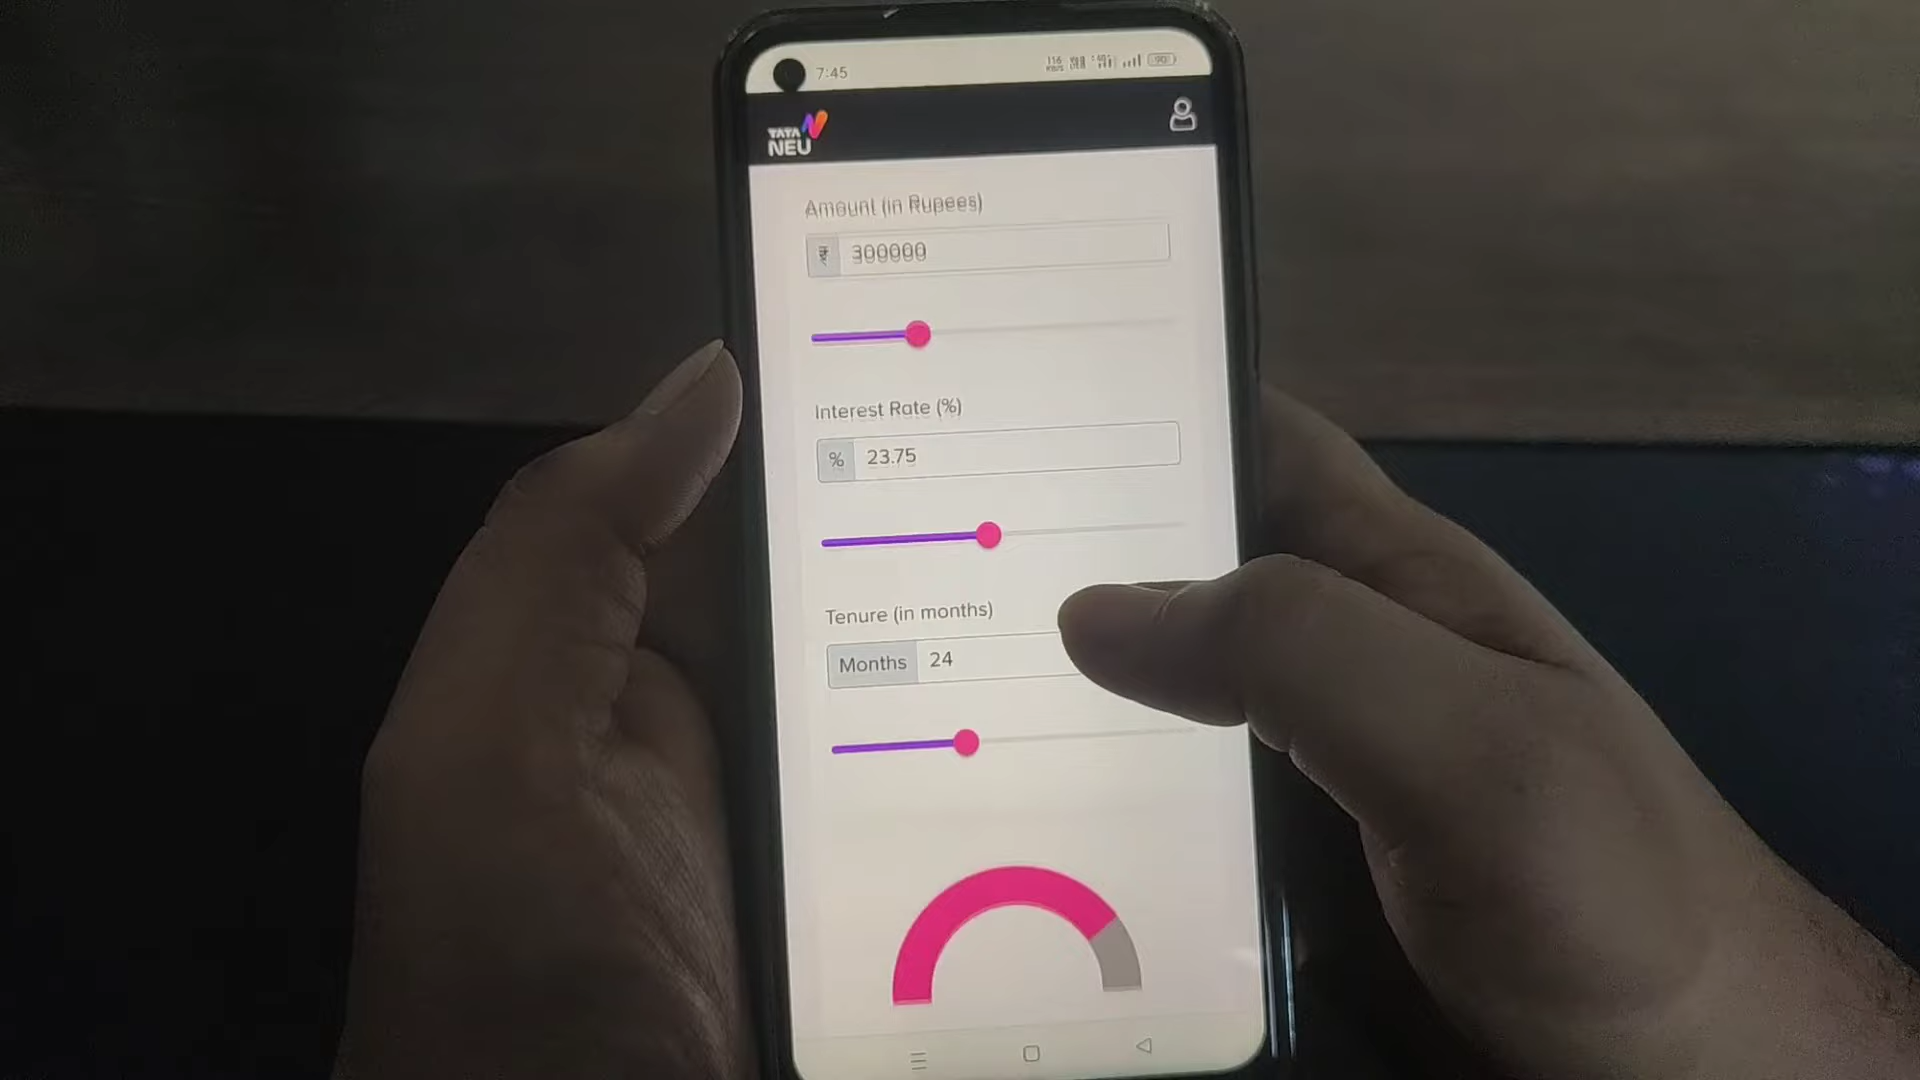 7:45
TATA
NEU
Amount (in Rupees)
₹ 300000
Interest Rate (%)
% 23.75
Tenure (in months)
Months 24